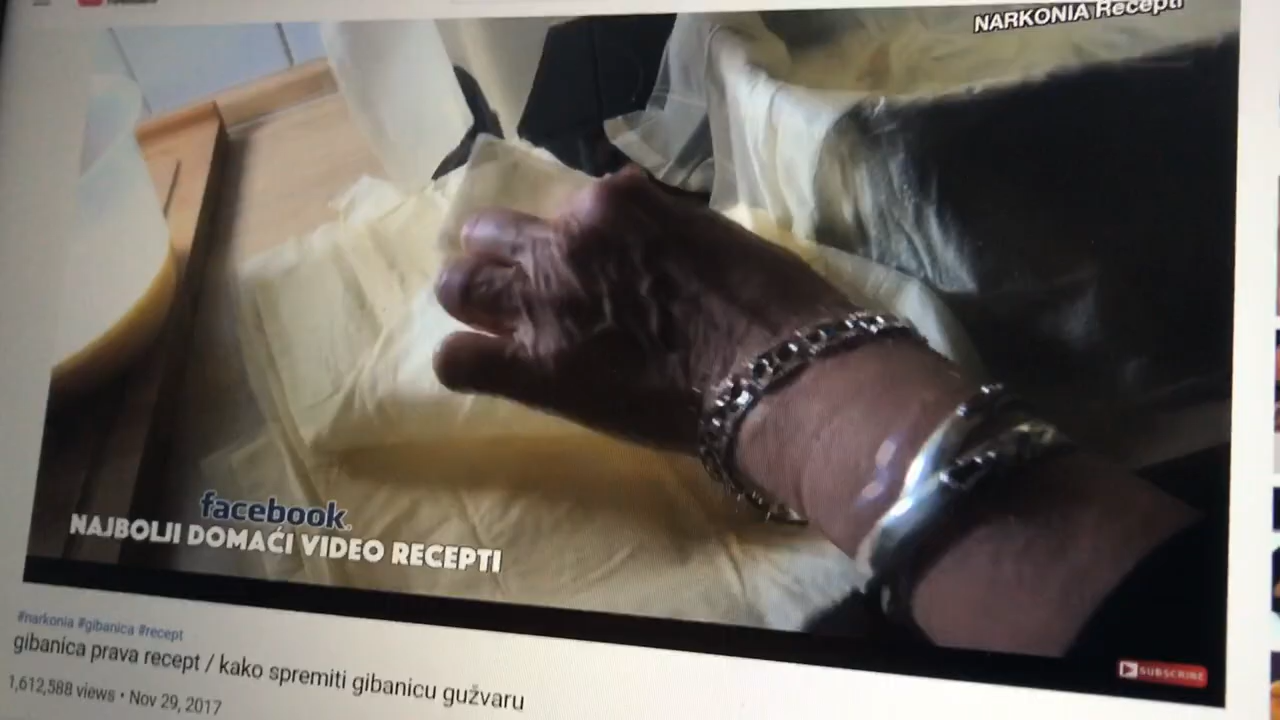 NARKONIA Recepti
facebook.
NAJBOLJI DOMAĆI VIDEO RECEPTI
SUBSCRIBE
#narkonia #gibanica #recept
gibanica prava recept / kako spremiti gibanicu gužvaru
1,612,588 views • Nov 29, 2017